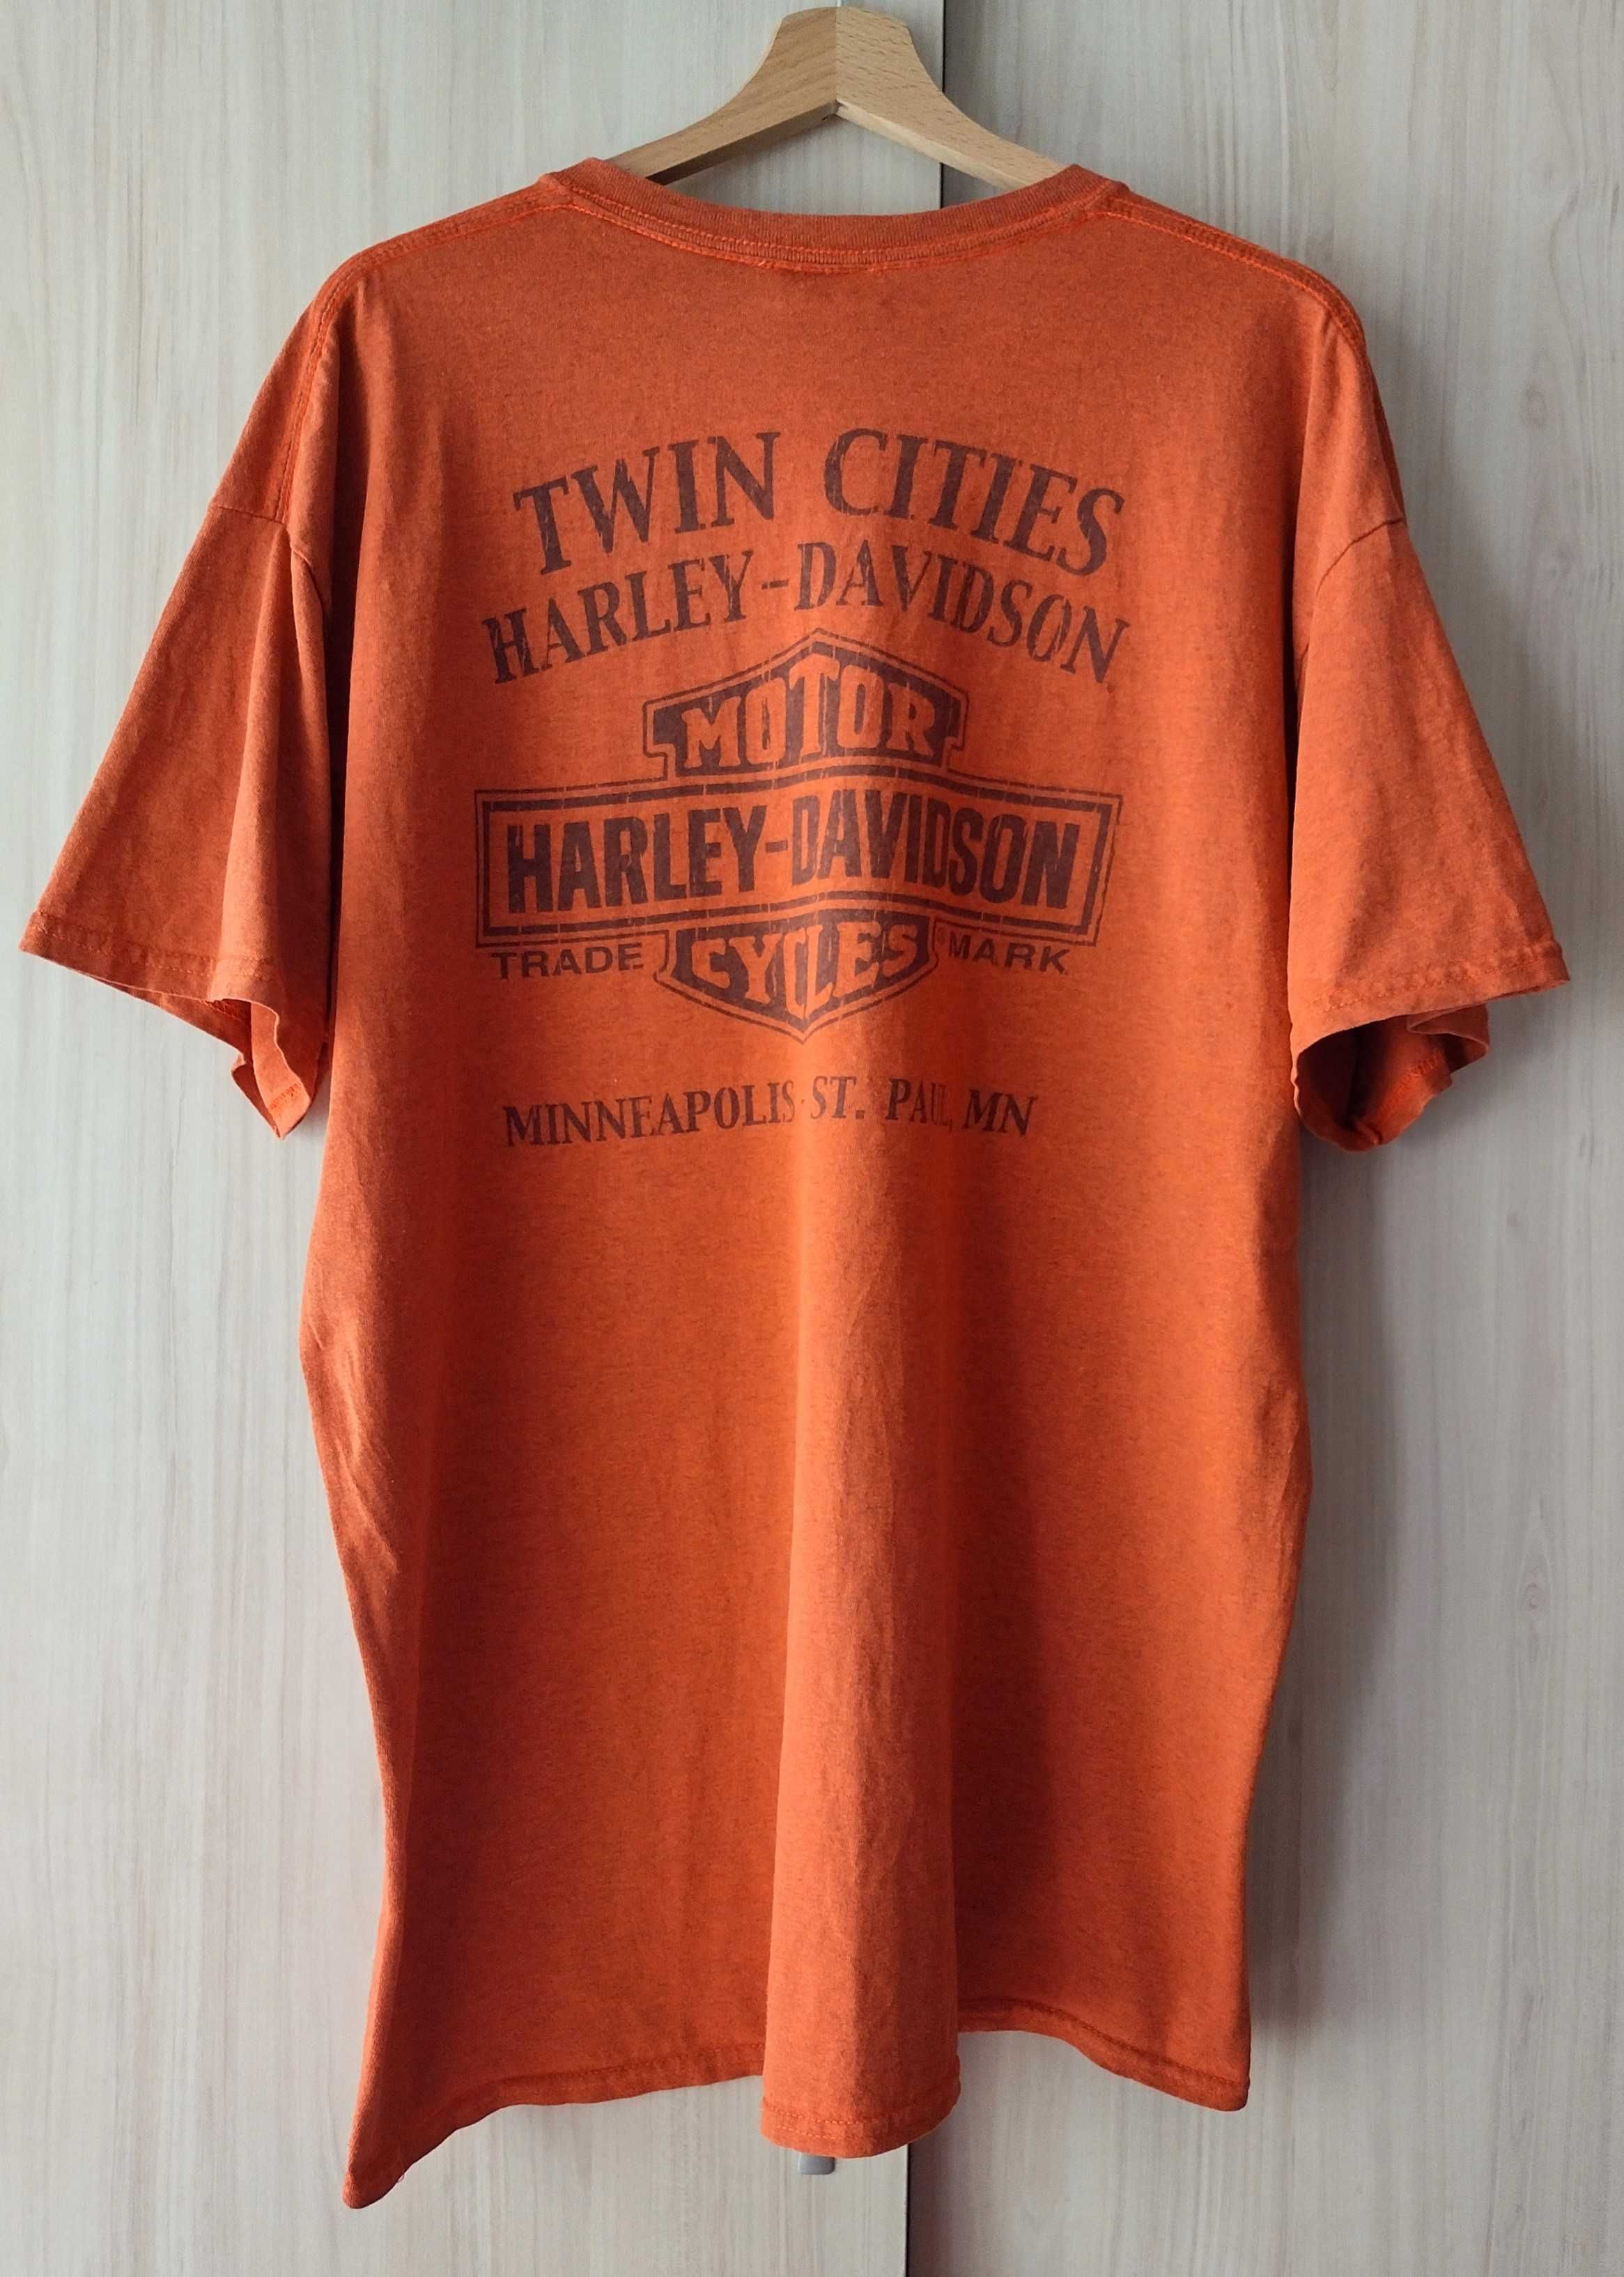 TWIN CITIES
HARLEY-DAVIDSON
MOTOR
HARLEY-DAVIDSON
TRADE CYCLES MARK
MINNEAPOLIS ST. PAUL, MN